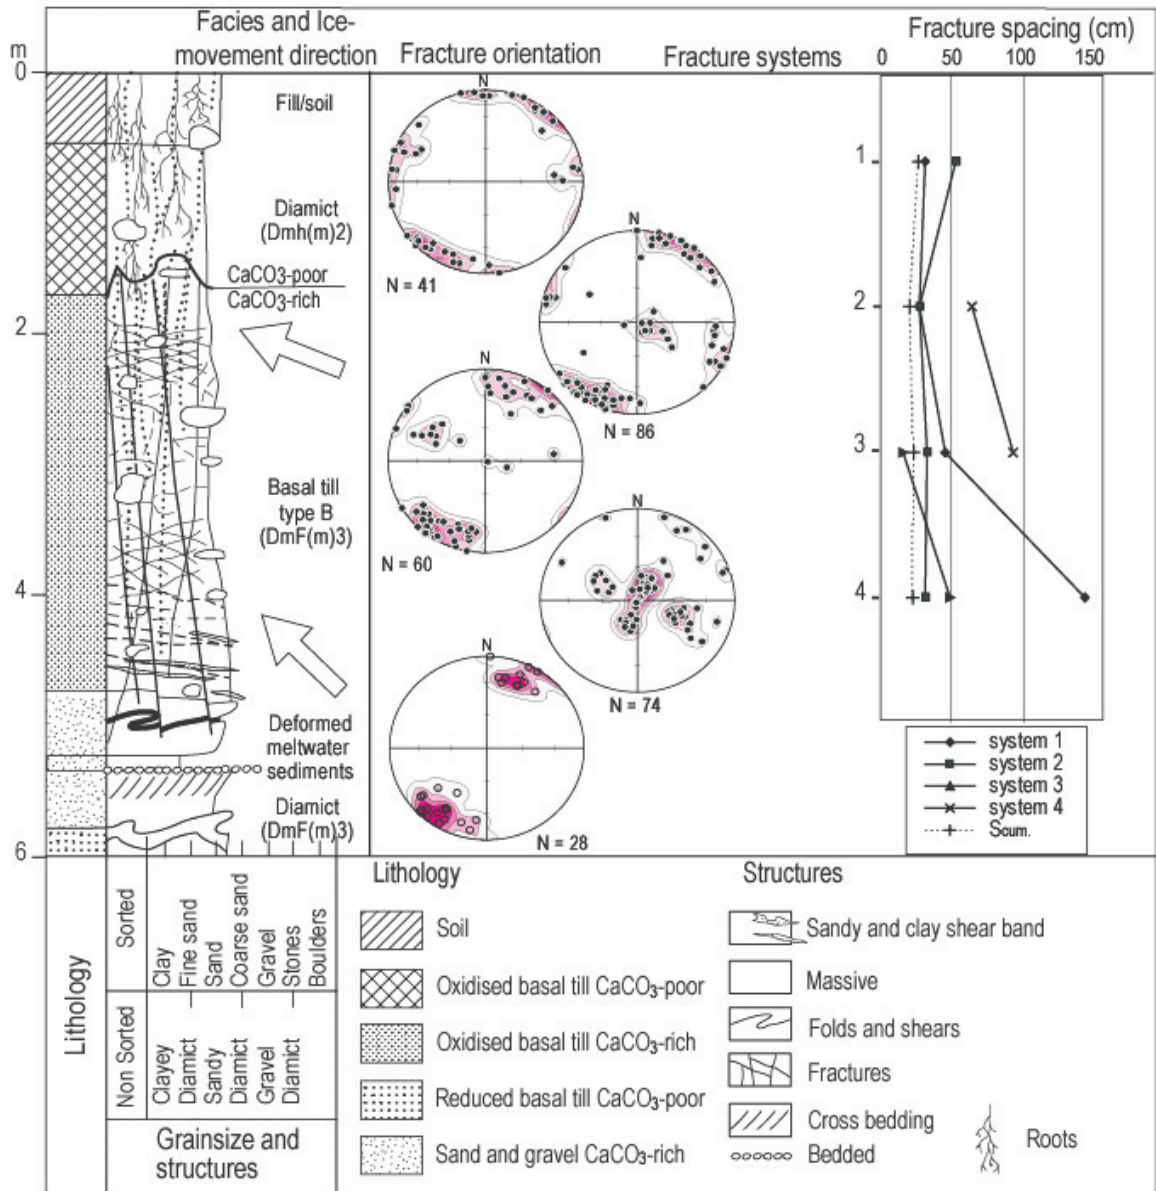 Facies and Ice-
movement direction
Fracture orientation
Fracture systems
Fracture spacing (cm)
m
0 50 100 150
0
2
4
6
Fill/soil
Diamict
(Dmh(m)2)
CaCO3-poor
CaCO3-rich
Basal till
type B
(DmF(m)3)
Deformed
meltwater
sediments
Diamict
(DmF(m)3)
N
N = 41
N
N = 86
N
N = 60
N
N = 74
N
N = 28
1
2
3
4
system 1
system 2
system 3
system 4
Scum.
Lithology
Sorted
Non Sorted
Clay
Fine sand
Sand
Coarse sand
Gravel
Stones
Boulders
Clayey
Diamict
Sandy
Diamict
Gravel
Diamict
Grainsize and
structures
Lithology
Soil
Oxidised basal till CaCO3-poor
Oxidised basal till CaCO3-rich
Reduced basal till CaCO3-poor
Sand and gravel CaCO3-rich
Structures
Sandy and clay shear band
Massive
Folds and shears
Fractures
Cross bedding
Bedded
Roots